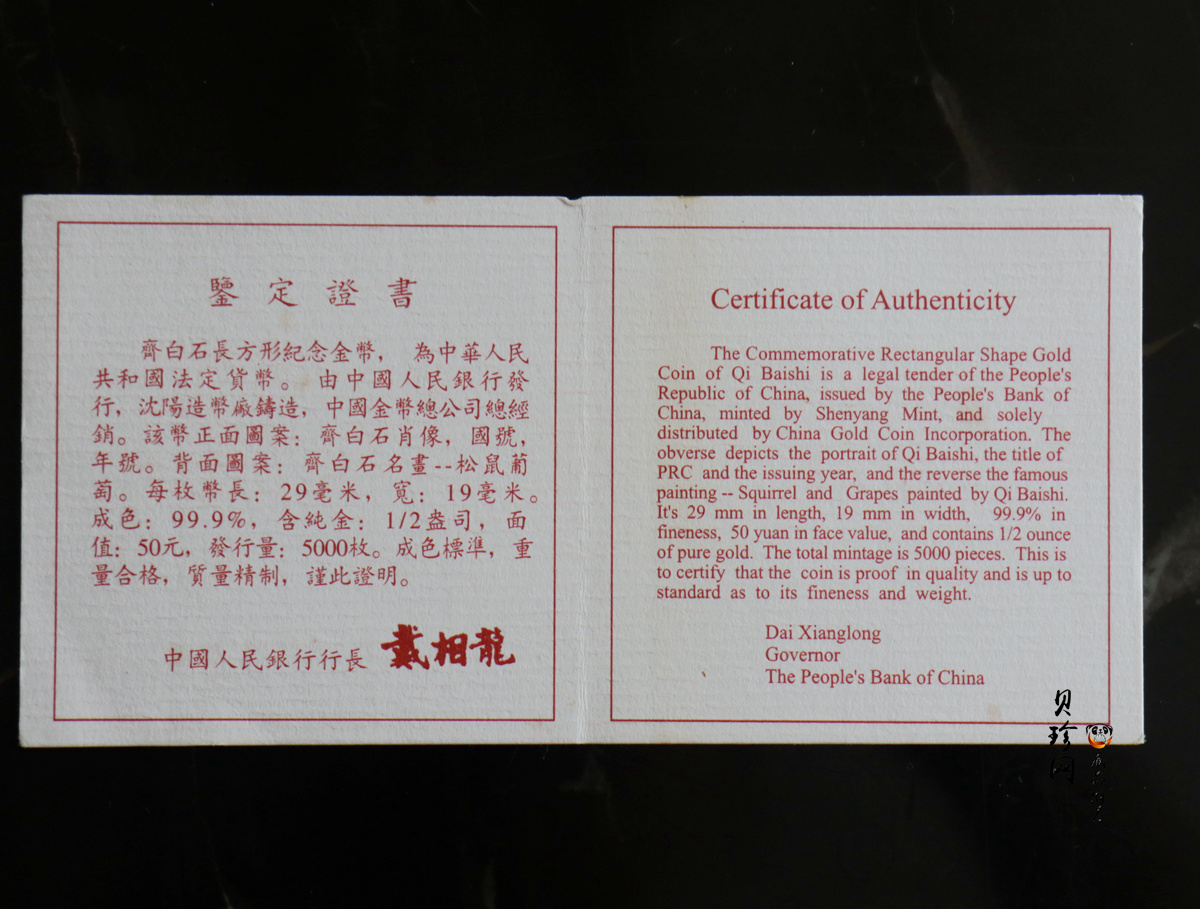 鑒定證書
齊白石長方形紀念金幣， 為中華人民
共和國法定貨幣。由中國人民銀行發
行，沈陽造幣廠鑄造，中國金幣總公司總經
銷。該幣正面圖案：齊白石肖像，國號，
年號。背面圖案：齊白石名畫--松鼠葡
萄。每枚幣長：29毫米，寬：19毫米。
成色：99.9%，含純金：1/2盎司，面
值：50元，發行量：5000枚。成色標準，重
量合格，質量精制，謹此證明。
中國人民銀行行長 戴相龍
Certificate of Authenticity
The Commemorative Rectangular Shape Gold
Coin of Qi Baishi is a legal tender of the People's
Republic of China, issued by the People's Bank of
China, minted by Shenyang Mint, and solely
distributed by China Gold Coin Incorporation. The
obverse depicts the portrait of Qi Baishi, the title of
PRC and the issuing year, and the reverse the famous
painting -- Squirrel and Grapes painted by Qi Baishi.
It's 29 mm in length, 19 mm in width, 99.9% in
fineness, 50 yuan in face value, and contains 1/2 ounce
of pure gold. The total mintage is 5000 pieces. This is
to certify that the coin is proof in quality and is up to
standard as to its fineness and weight.
Dai Xianglong
Governor
The People's Bank of China
贝珍网